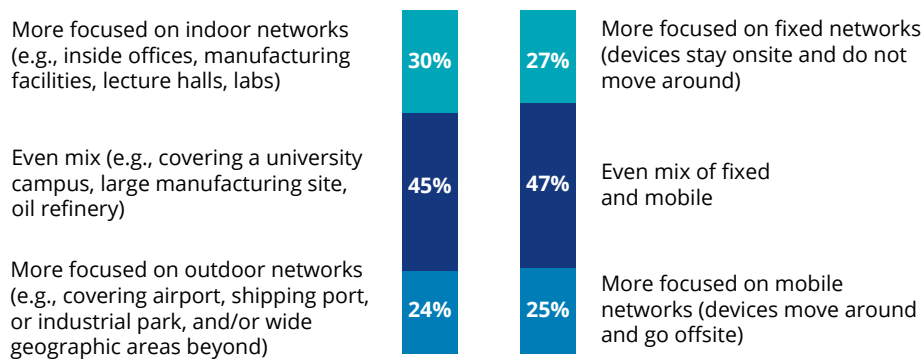 More focused on indoor networks
(e.g., inside offices, manufacturing
facilities, lecture halls, labs)
30%
27%
More focused on fixed networks
(devices stay onsite and do not
move around)
Even mix (e.g., covering a university
campus, large manufacturing site,
oil refinery)
45%
47%
Even mix of fixed
and mobile
More focused on outdoor networks
(e.g., covering airport, shipping port,
or industrial park, and/or wide
geographic areas beyond)
24%
25%
More focused on mobile
networks (devices move around
and go offsite)